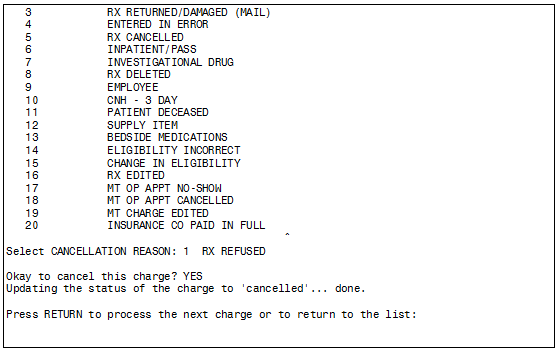 3 RX RETURNED/DAMAGED (MAIL)
4 ENTERED IN ERROR
5 RX CANCELLED
6 INPATIENT/PASS
7 INVESTIGATIONAL DRUG
8 RX DELETED
9 EMPLOYEE
10 CNH - 3 DAY
11 PATIENT DECEASED
12 SUPPLY ITEM
13 BEDSIDE MEDICATIONS
14 ELIGIBILITY INCORRECT
15 CHANGE IN ELIGIBILITY
16 RX EDITED
17 MT OP APPT NO-SHOW
18 MT OP APPT CANCELLED
19 MT CHARGE EDITED
20 INSURANCE CO PAID IN FULL
^
Select CANCELLATION REASON: 1 RX REFUSED
Okay to cancel this charge? YES
Updating the status of the charge to 'cancelled'... done.
Press RETURN to process the next charge or to return to the list: